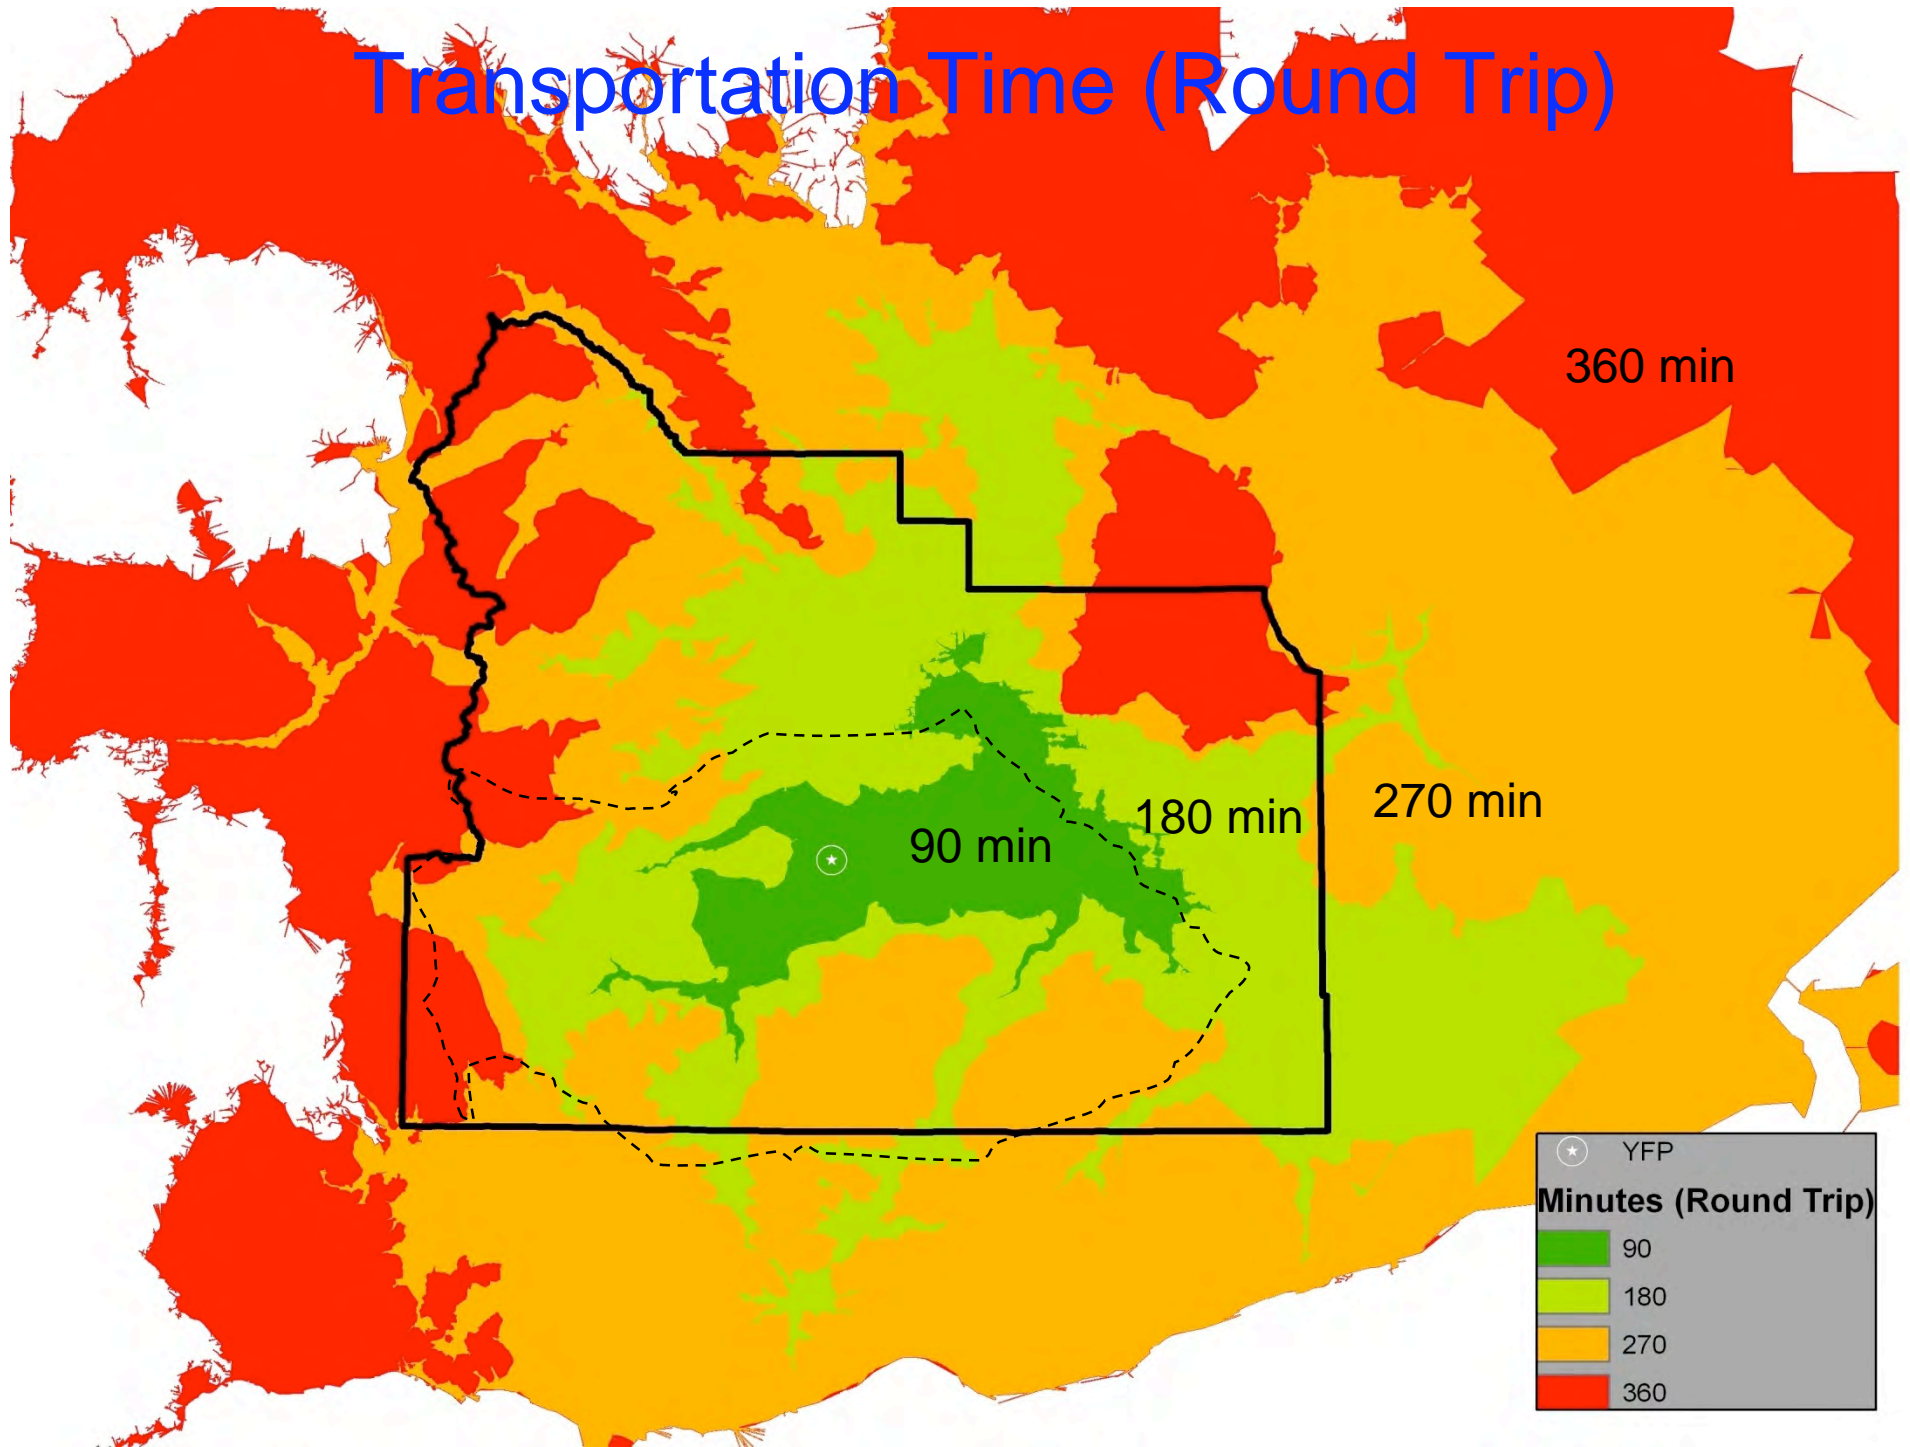 Transportation Time (Round Trip)
360 min
270 min
180 min
90 min
YFP
Minutes (Round Trip)
90
180
270
360